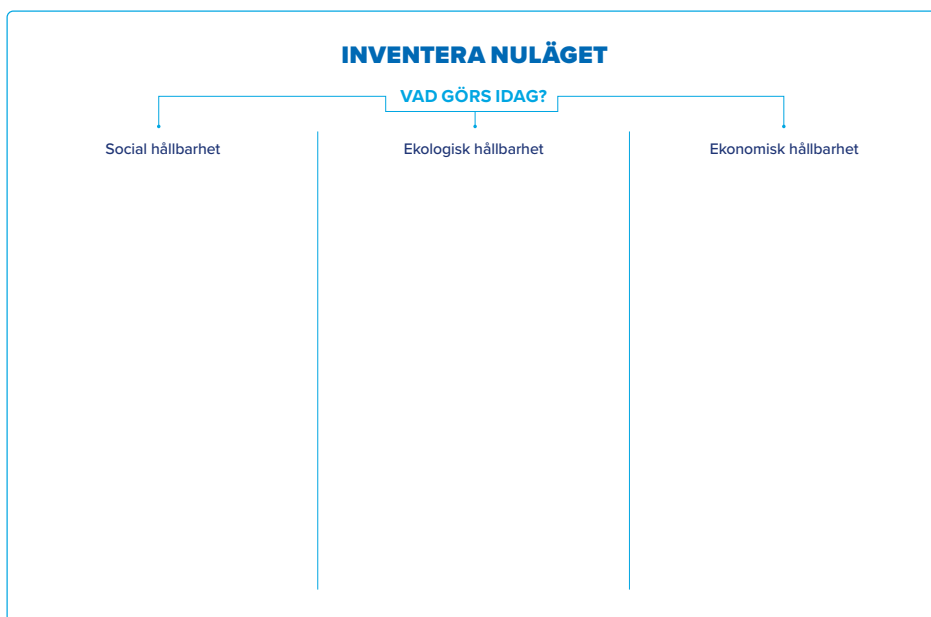 INVENTERA NULÄGET
VAD GÖRS IDAG?
Social hållbarhet
Ekologisk hållbarhet
Ekonomisk hållbarhet